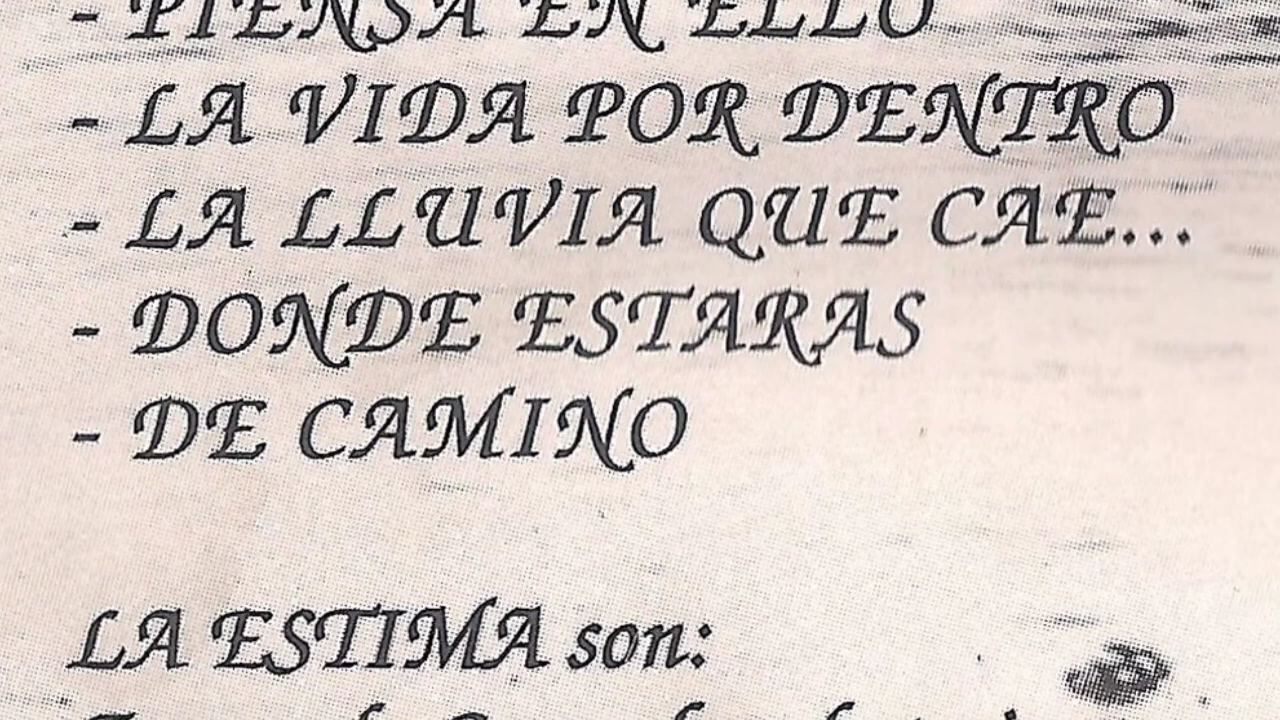 - PIENSA EN ELLO
- LA VIDA POR DENTRO
- LA LLUVIA QUE CAE...
- DONDE ESTARAS
- DE CAMINO
LA ESTIMA son: